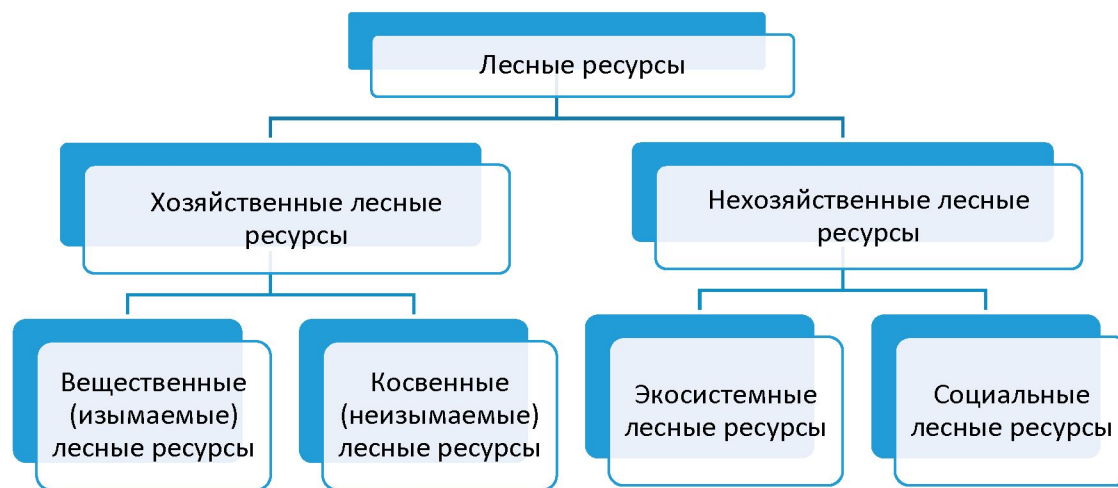 Лесные ресурсы
Хозяйственные лесные
ресурсы
Нехозяйственные лесные
ресурсы
Вещественные
(изымаемые)
лесные ресурсы
Косвенные
(неизымаемые)
лесные ресурсы
Экосистемные
лесные ресурсы
Социальные
лесные ресурсы